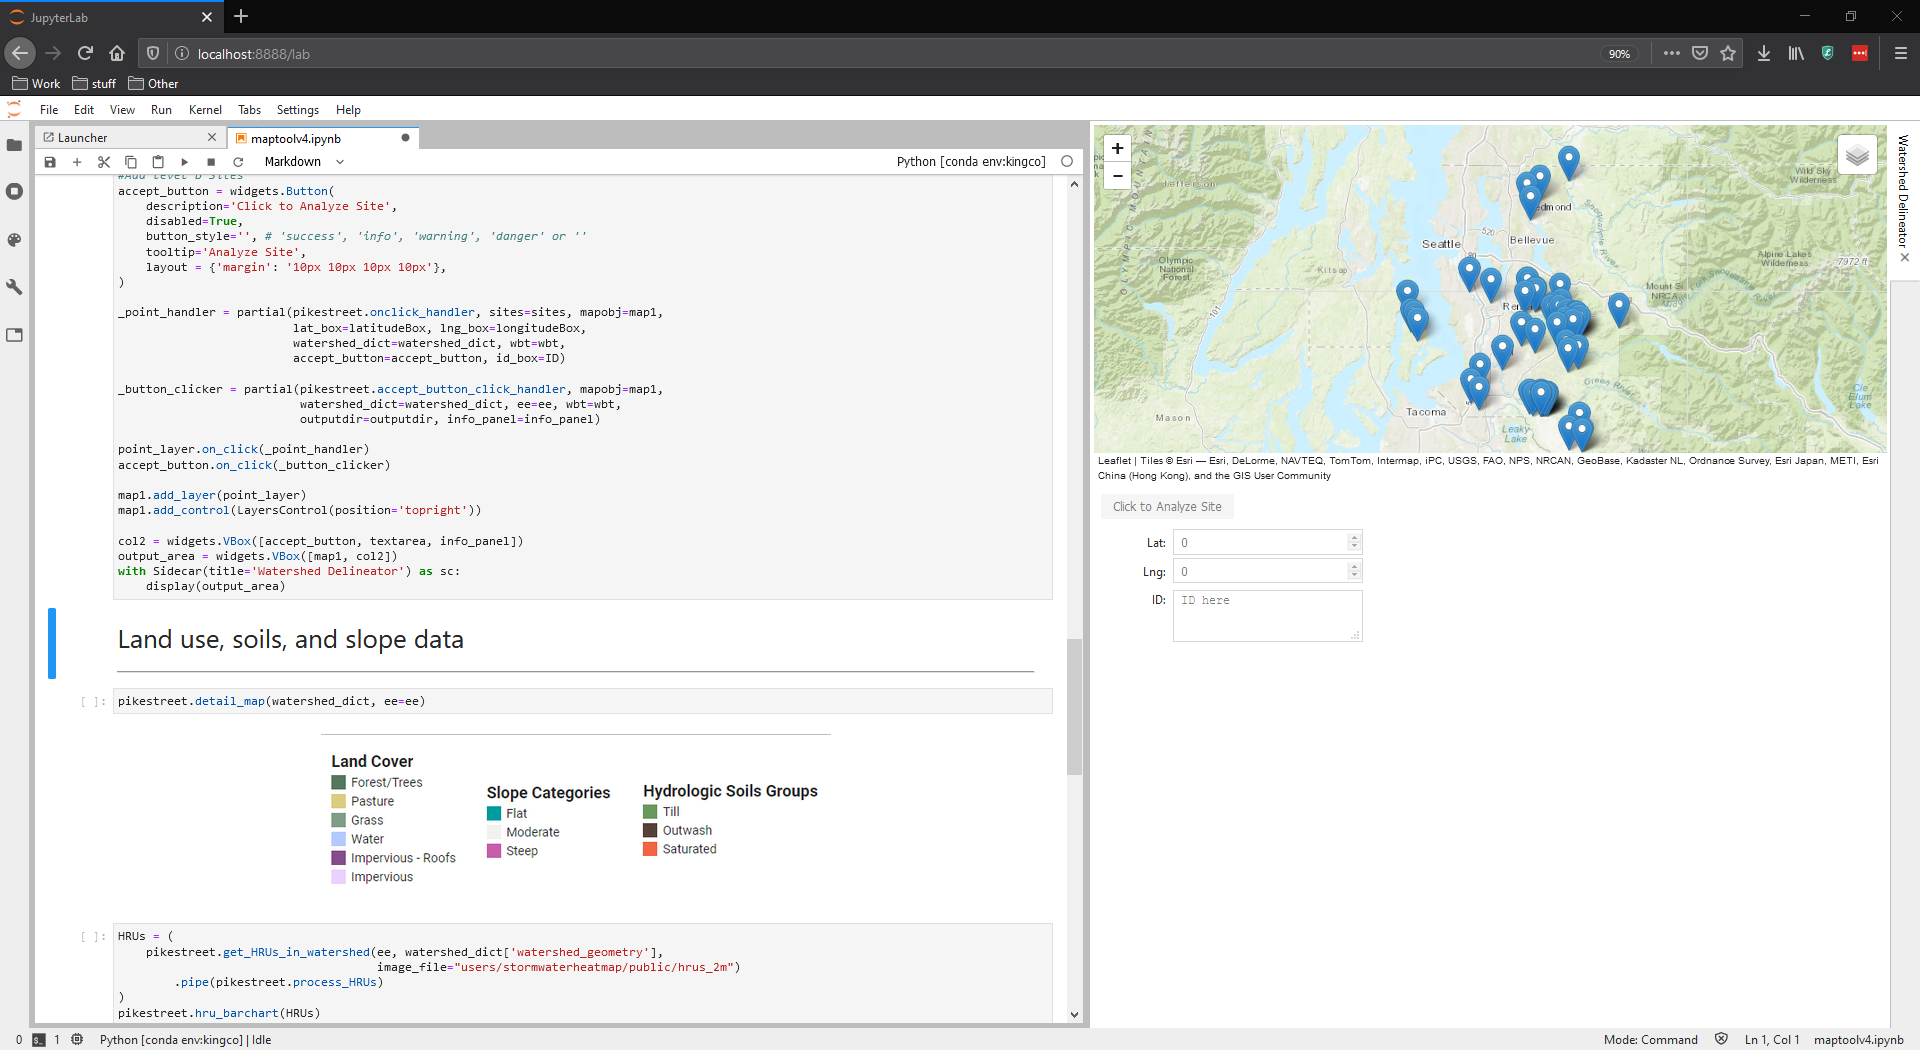 JupyterLab
localhost:8888/lab
90%
Work
stuff
Other
File
Edit
View
Run
Kernel
Tabs
Settings
Help
Launcher
maptoolv4.ipynb
Markdown
Python [conda env:kingco]
#Add level D Sites
accept_button = widgets.Button(
    description='Click to Analyze Site',
    disabled=True,
    button_style='', # 'success', 'info', 'warning', 'danger' or ''
    tooltip='Analyze Site',
    layout = {'margin': '10px 10px 10px 10px'},
)
_point_handler = partial(pikestreet.onclick_handler, sites=sites, mapobj=map1,
                         lat_box=latitudeBox, lng_box=longitudeBox,
                         watershed_dict=watershed_dict, wbt=wbt,
                         accept_button=accept_button, id_box=ID)
_button_clicker = partial(pikestreet.accept_button_click_handler, mapobj=map1,
                          watershed_dict=watershed_dict, ee=ee, wbt=wbt,
                          outputdir=outputdir, info_panel=info_panel)
point_layer.on_click(_point_handler)
accept_button.on_click(_button_clicker)
map1.add_layer(point_layer)
map1.add_control(LayersControl(position='topright'))
col2 = widgets.VBox([accept_button, textarea, info_panel])
output_area = widgets.VBox([map1, col2])
with Sidecar(title='Watershed Delineator') as sc:
    display(output_area)
Land use, soils, and slope data
[ ]:
pikestreet.detail_map(watershed_dict, ee=ee)
Land Cover
Forest/Trees
Pasture
Grass
Water
Impervious - Roofs
Impervious
Slope Categories
Flat
Moderate
Steep
Hydrologic Soils Groups
Till
Outwash
Saturated
[ ]:
HRUs = (
    pikestreet.get_HRUs_in_watershed(ee, watershed_dict['watershed_geometry'],
                                     image_file="users/stormwaterheatmap/public/hrus_2m")
        .pipe(pikestreet.process_HRUs)
)
pikestreet.hru_barchart(HRUs)
+
−
Jefferson
OLYMPIC MOUNTAIN
Olympic
National
Forest
Kitsap
101
Mason
Seattle
520
Bellevue
edmond
90
Ren
Tacoma
Leaky
Lake
Green River
Snoqualmie River
Wild Sky
Wilderness
Alpine Lakes
Wilderness
7972 ft
Mount Si
NRCA
Cle
Elum
Lake
Leaflet | Tiles © Esri — Esri, DeLorme, NAVTEQ, TomTom, Intermap, iPC, USGS, FAO, NPS, NRCAN, GeoBase, Kadaster NL, Ordnance Survey, Esri Japan, METI, Esri
China (Hong Kong), and the GIS User Community
Watershed Delineator
Click to Analyze Site
Lat: 0
Lng: 0
ID: ID here
0
1
Python [conda env:kingco] | Idle
Mode: Command
Ln 1, Col 1
maptoolv4.ipynb